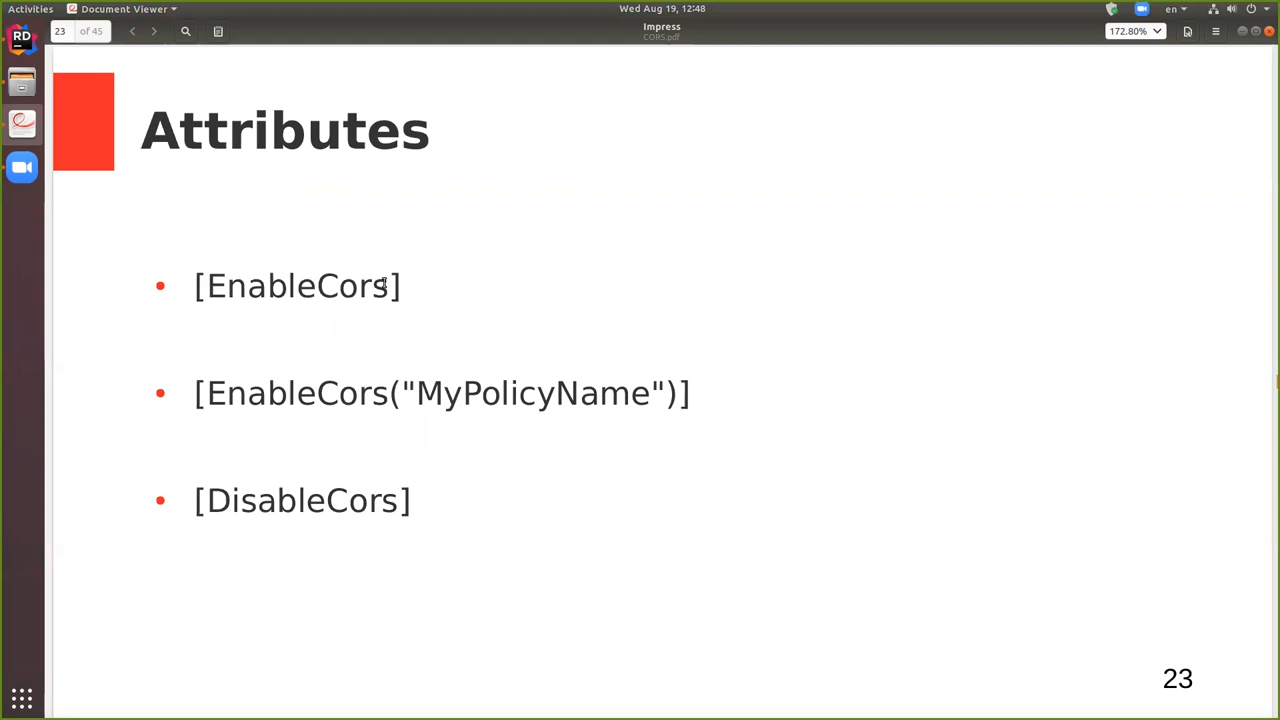 Activities
Document Viewer
Wed Aug 19, 12:48
en
23
of 45
Impress
CORS.pdf
172.80%
RD
Attributes
• [EnableCors]
• [EnableCors("MyPolicyName")]
• [DisableCors]
23